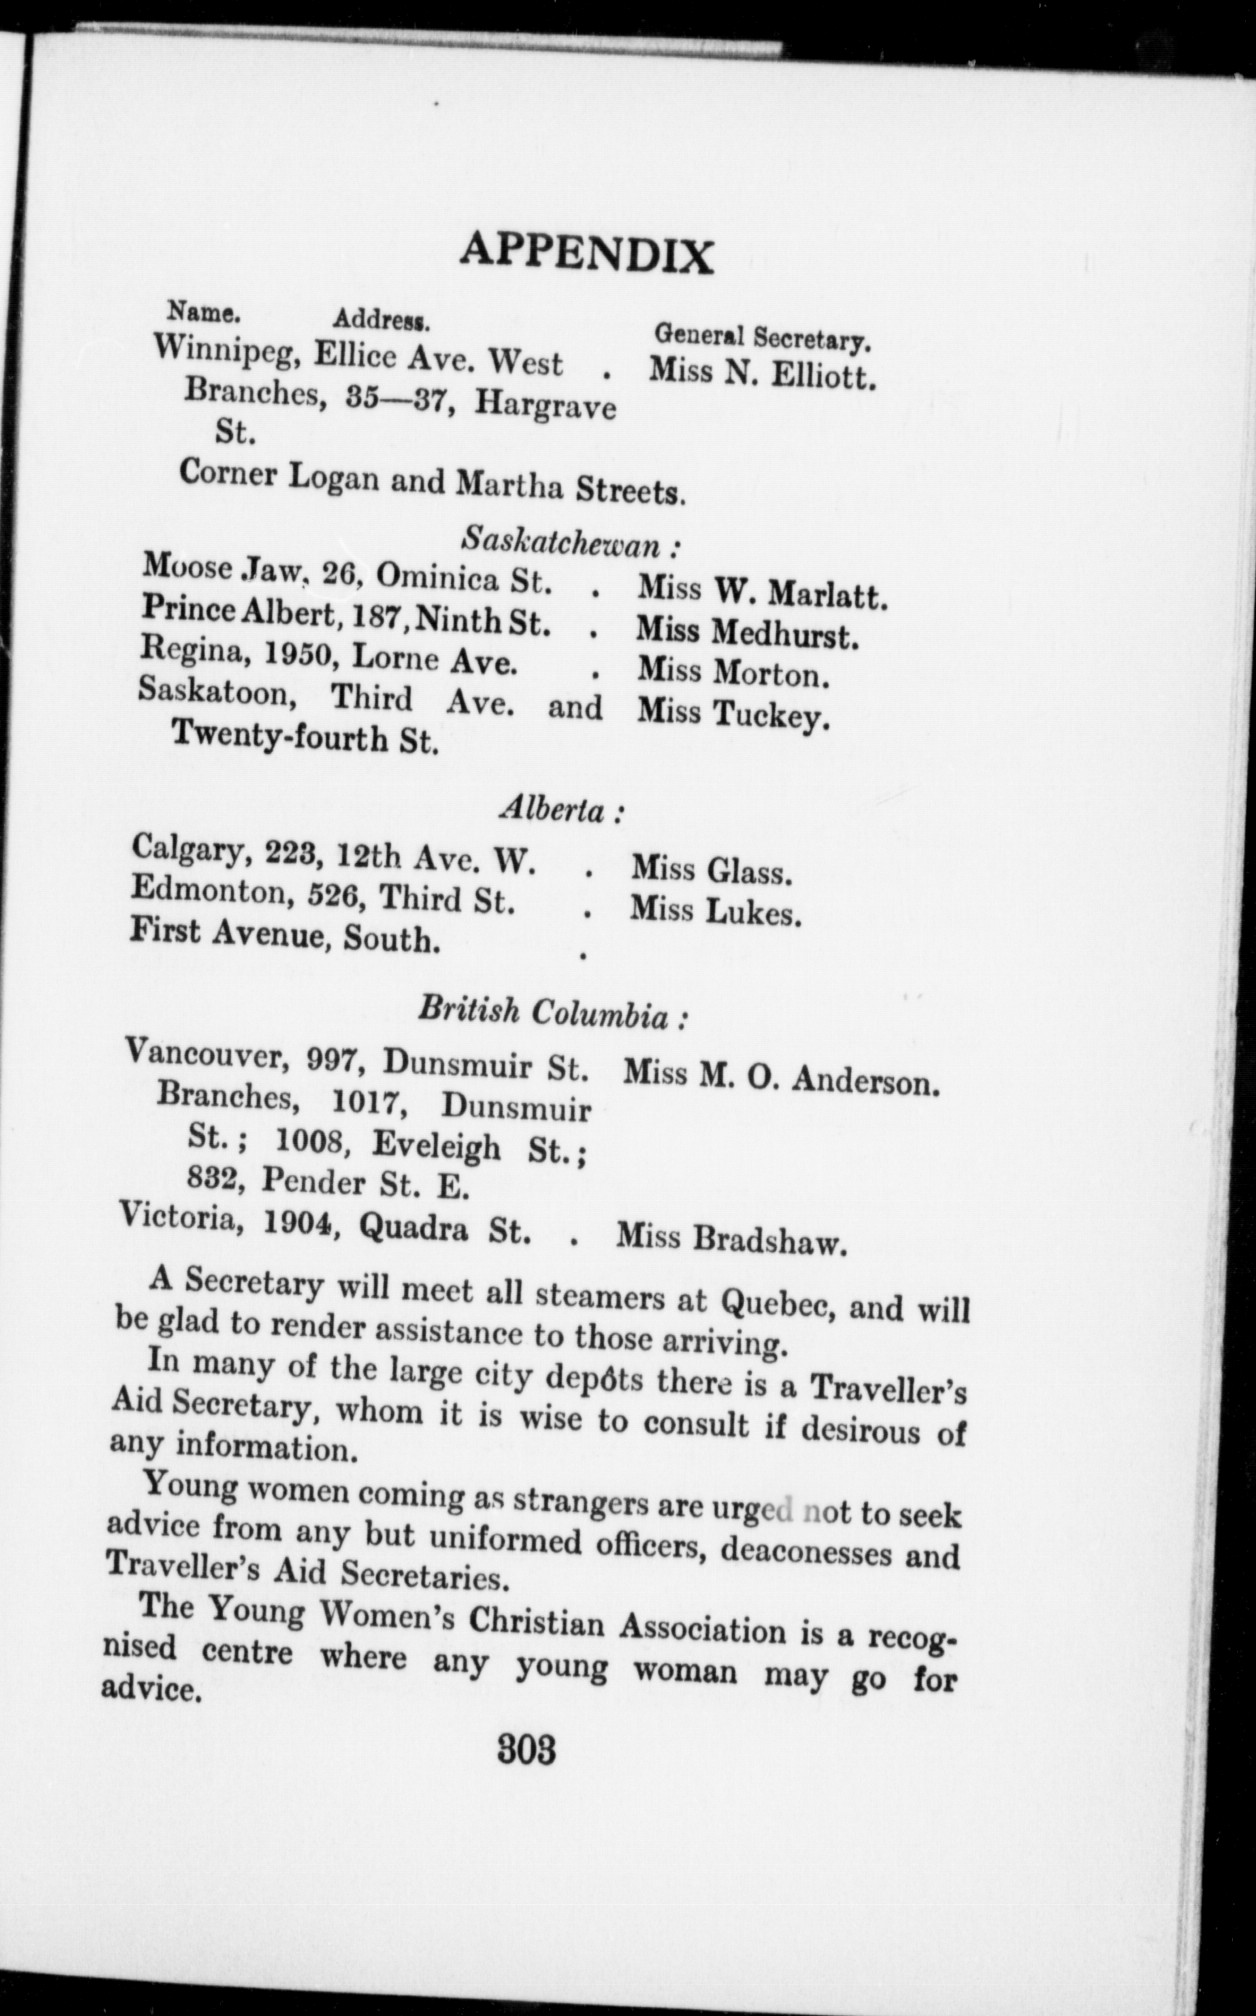 APPENDIX
Name. Address. General Secretary.
Winnipeg, Ellice Ave. West . Miss N. Elliott.
Branches, 35—37, Hargrave
St.
Corner Logan and Martha Streets.
Saskatchewan :
Moose Jaw, 26, Ominica St. . Miss W. Marlatt.
Prince Albert, 187, Ninth St. . Miss Medhurst.
Regina, 1950, Lorne Ave. . Miss Morton.
Saskatoon, Third Ave. and Miss Tuckey.
Twenty-fourth St.
Alberta :
Calgary, 223, 12th Ave. W. . Miss Glass.
Edmonton, 526, Third St. . Miss Lukes.
First Avenue, South. .
British Columbia :
Vancouver, 997, Dunsmuir St. Miss M. O. Anderson.
Branches, 1017, Dunsmuir
St. ; 1008, Eveleigh St. ;
832, Pender St. E.
Victoria, 1904, Quadra St. . Miss Bradshaw.
A Secretary will meet all steamers at Quebec, and will
be glad to render assistance to those arriving.
In many of the large city depôts there is a Traveller's
Aid Secretary, whom it is wise to consult if desirous of
any information.
Young women coming as strangers are urged not to seek
advice from any but uniformed officers, deaconesses and
Traveller's Aid Secretaries.
The Young Women's Christian Association is a recog-
nised centre where any young woman may go for
advice.
303